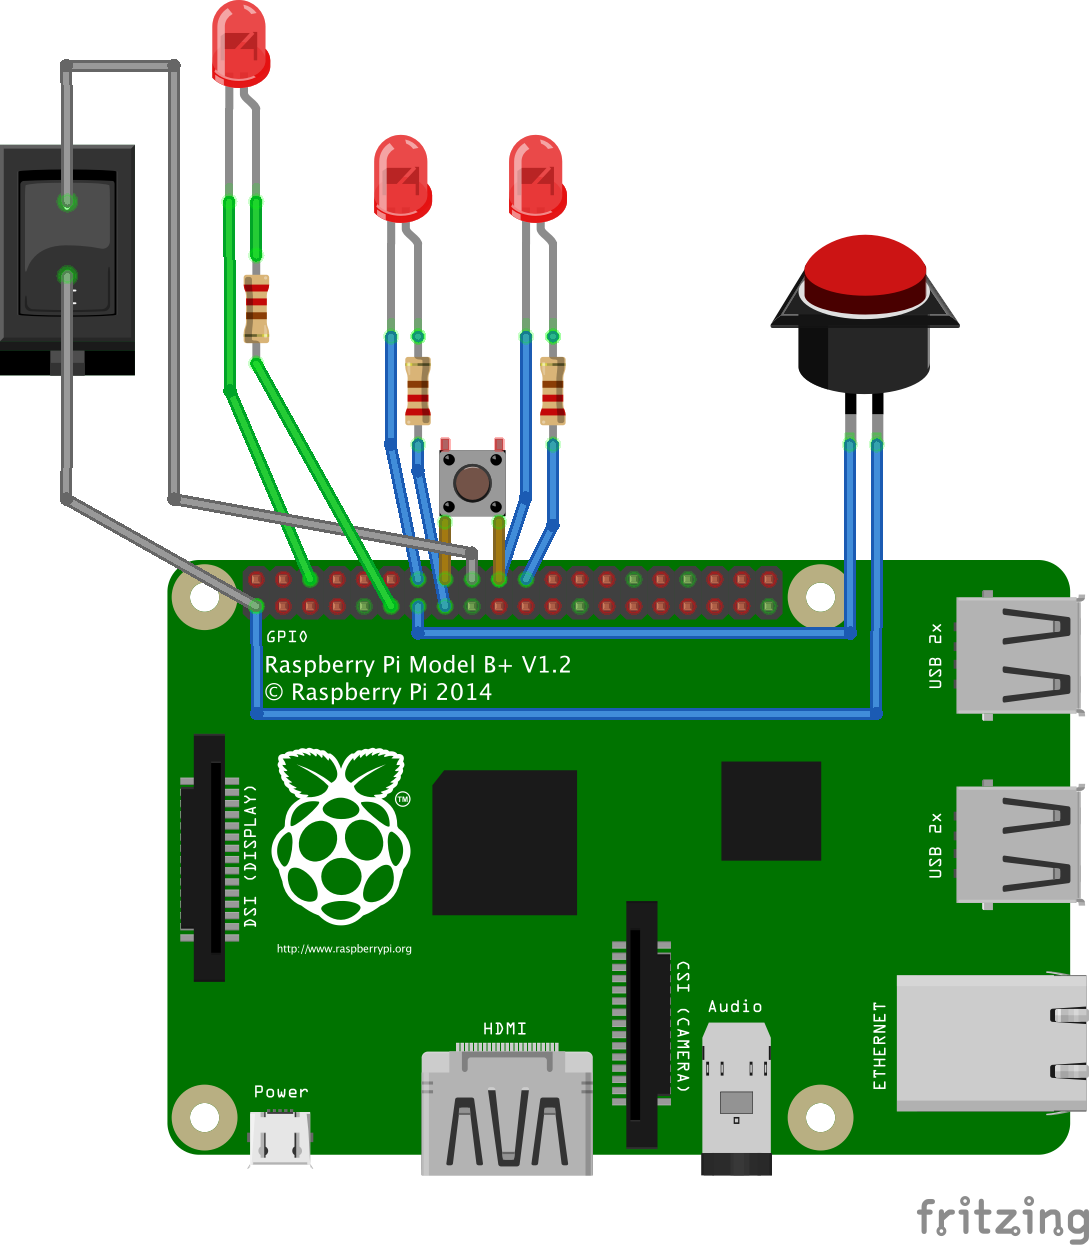 GPIO
Raspberry Pi Model B+ V1.2
© Raspberry Pi 2014
USB 2x
DSI (DISPLAY)
TM
USB 2x
http://www.raspberrypi.org
CSI (CAMERA)
Audio
ETHERNET
HDMI
Power
fritzing